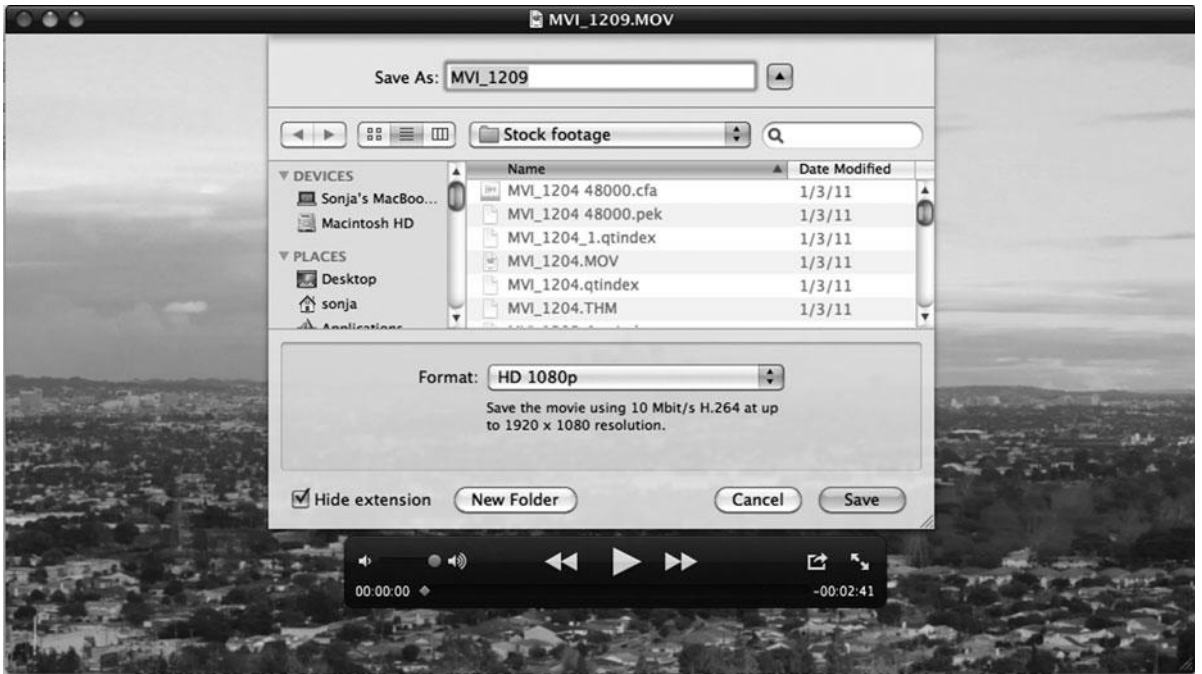 MVI_1209.MOV
Save As: MVI_1209
Stock footage
Name Date Modified
DEVICES
Sonja's MacBoo...
Macintosh HD
PLACES
Desktop
sonja
Applications
MVI_1204 48000.cfa 1/3/11
MVI_1204 48000.pek 1/3/11
MVI_1204_1.qtindex 1/3/11
MVI_1204.MOV 1/3/11
MVI_1204.qtindex 1/3/11
MVI_1204.THM 1/3/11
Format: HD 1080p
Save the movie using 10 Mbit/s H.264 at up
to 1920 x 1080 resolution.
Hide extension New Folder Cancel Save
00:00:00 -00:02:41